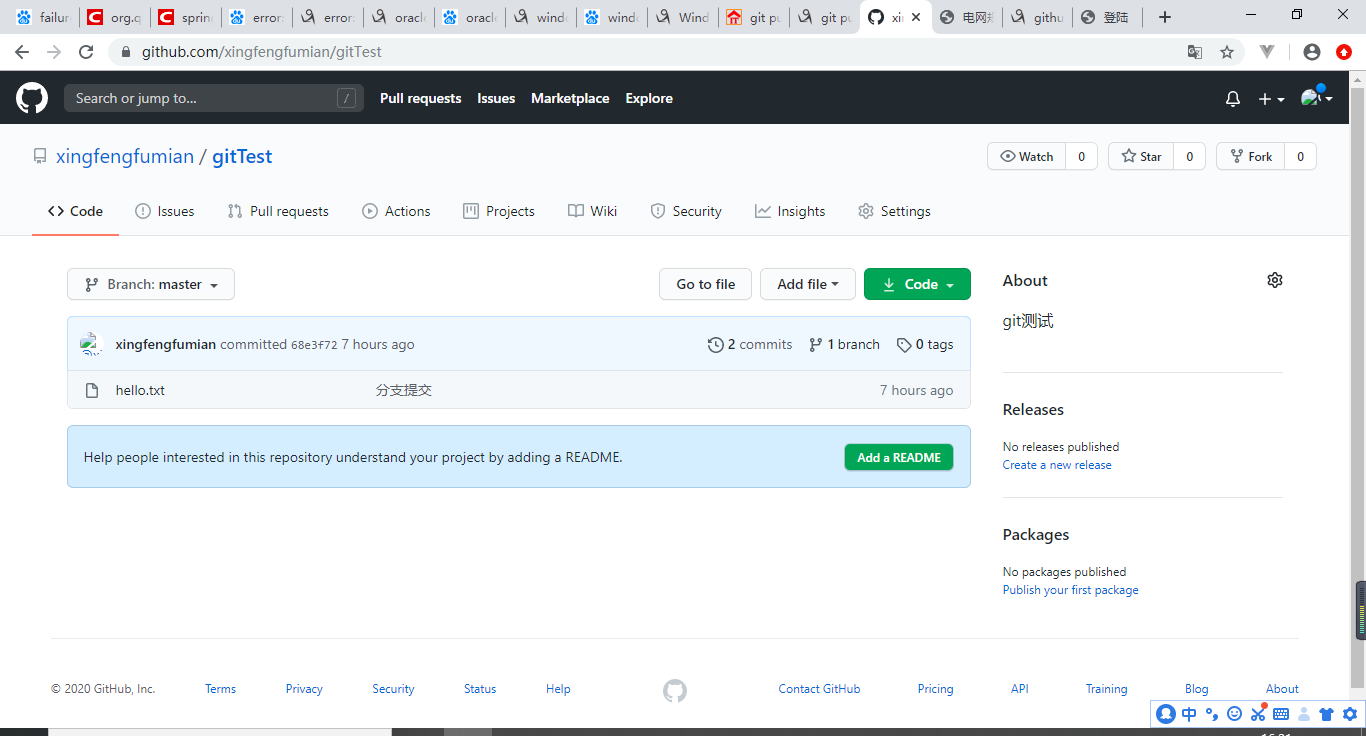 failur
org.q
sprin
error:
error:
oracle
oracle
windo
windo
Wind
git pu
git pu
xi
githu
登陆
github.com/xingfengfumian/gitTest
Search or jump to...
/
Pull requests
Issues
Marketplace
Explore
xingfengfumian / gitTest
Watch 0
Star 0
Fork 0
Code
Issues
Pull requests
Actions
Projects
Wiki
Security
Insights
Settings
Branch: master
Go to file
Add file
Code
About
git测试
xingfengfumian committed 68e3f72 7 hours ago
2 commits
1 branch
0 tags
hello.txt
分支提交
7 hours ago
Help people interested in this repository understand your project by adding a README.
Add a README
Releases
No releases published
Create a new release
Packages
No packages published
Publish your first package
© 2020 GitHub, Inc.
Terms
Privacy
Security
Status
Help
Contact GitHub
Pricing
API
Training
Blog
About
中